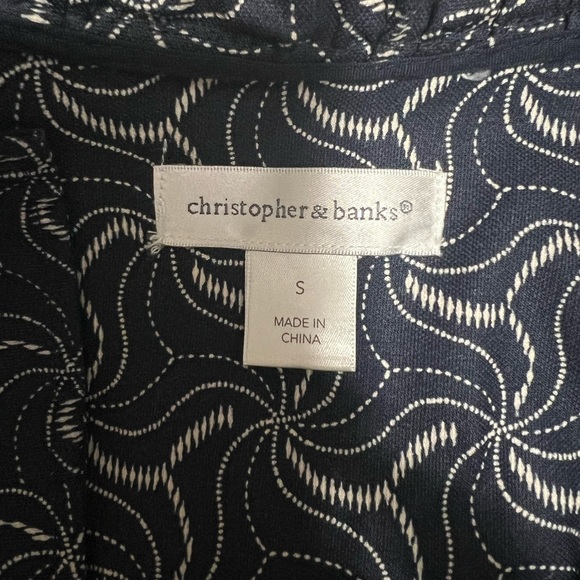 christopher & banks®
S
MADE IN
CHINA